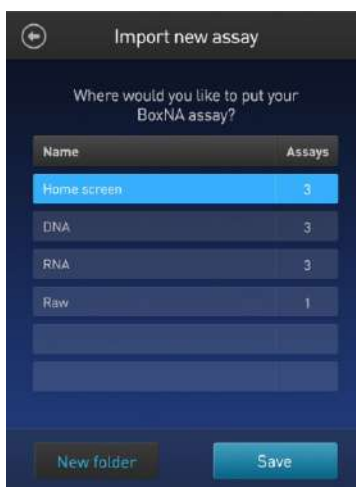 Import new assay
Where would you like to put your
BoxNA assay?
Name Assays
Home screen 3
DNA 3
RNA 3
Raw 1
New folder Save